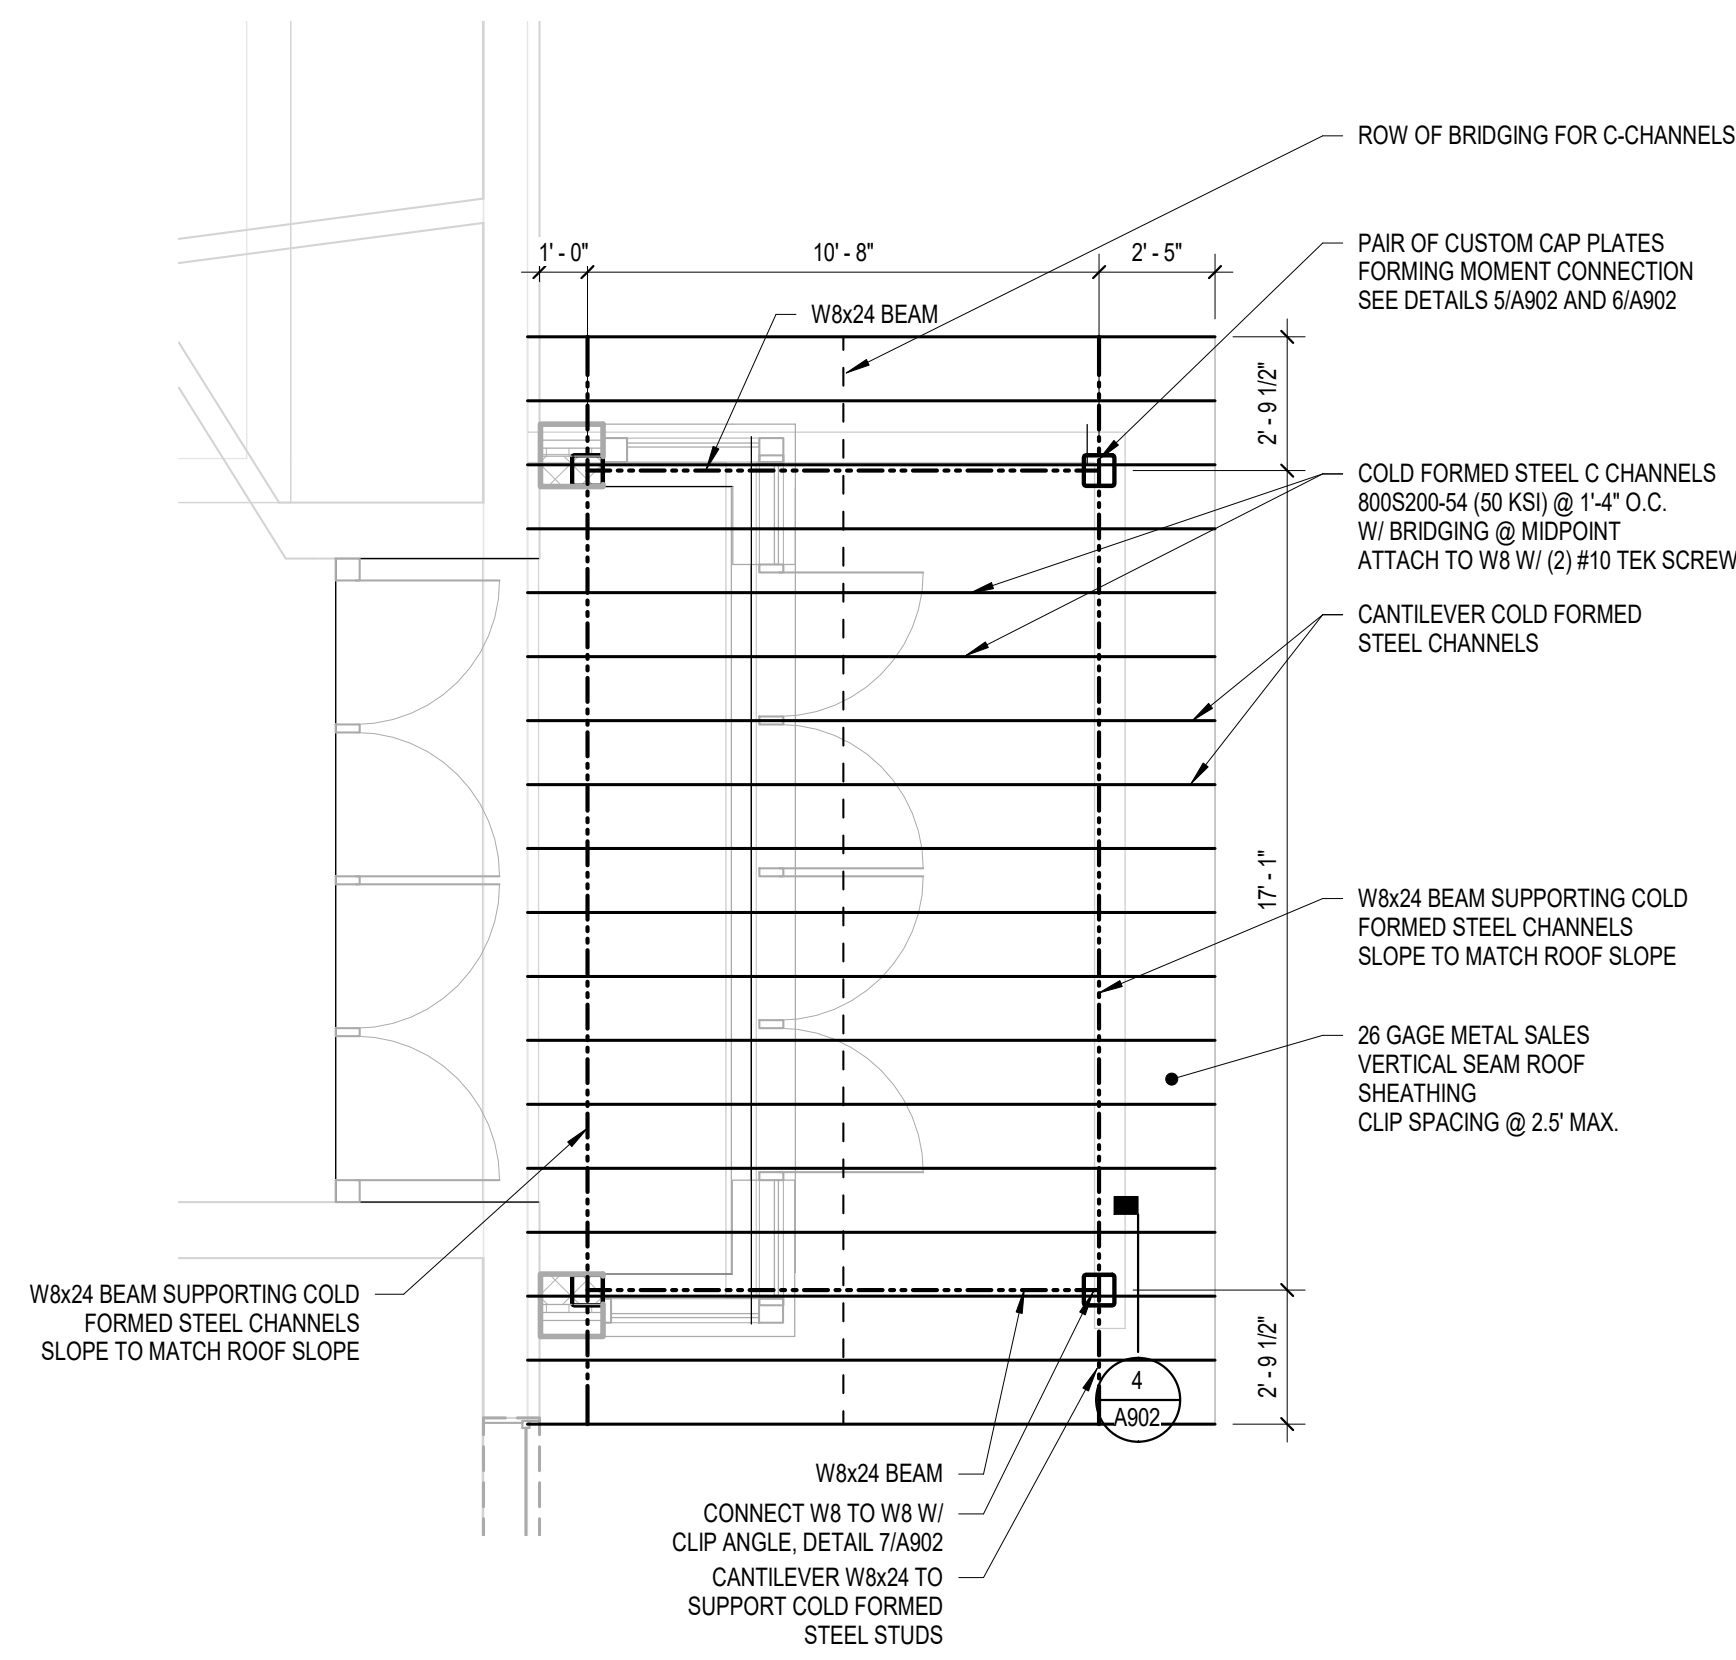 ROW OF BRIDGING FOR C-CHANNELS
PAIR OF CUSTOM CAP PLATES
FORMING MOMENT CONNECTION
SEE DETAILS 5/A902 AND 6/A902
1' - 0"
10' - 8"
2' - 5"
W8x24 BEAM
2' - 9 1/2"
COLD FORMED STEEL C CHANNELS
800S200-54 (50 KSI) @ 1'-4" O.C.
W/ BRIDGING @ MIDPOINT
ATTACH TO W8 W/ (2) #10 TEK SCREW
CANTILEVER COLD FORMED
STEEL CHANNELS
17' - 1"
W8x24 BEAM SUPPORTING COLD
FORMED STEEL CHANNELS
SLOPE TO MATCH ROOF SLOPE
26 GAGE METAL SALES
VERTICAL SEAM ROOF
SHEATHING
CLIP SPACING @ 2.5' MAX.
W8x24 BEAM SUPPORTING COLD
FORMED STEEL CHANNELS
SLOPE TO MATCH ROOF SLOPE
2' - 9 1/2"
4
A902
W8x24 BEAM
CONNECT W8 TO W8 W/
CLIP ANGLE, DETAIL 7/A902
CANTILEVER W8x24 TO
SUPPORT COLD FORMED
STEEL STUDS